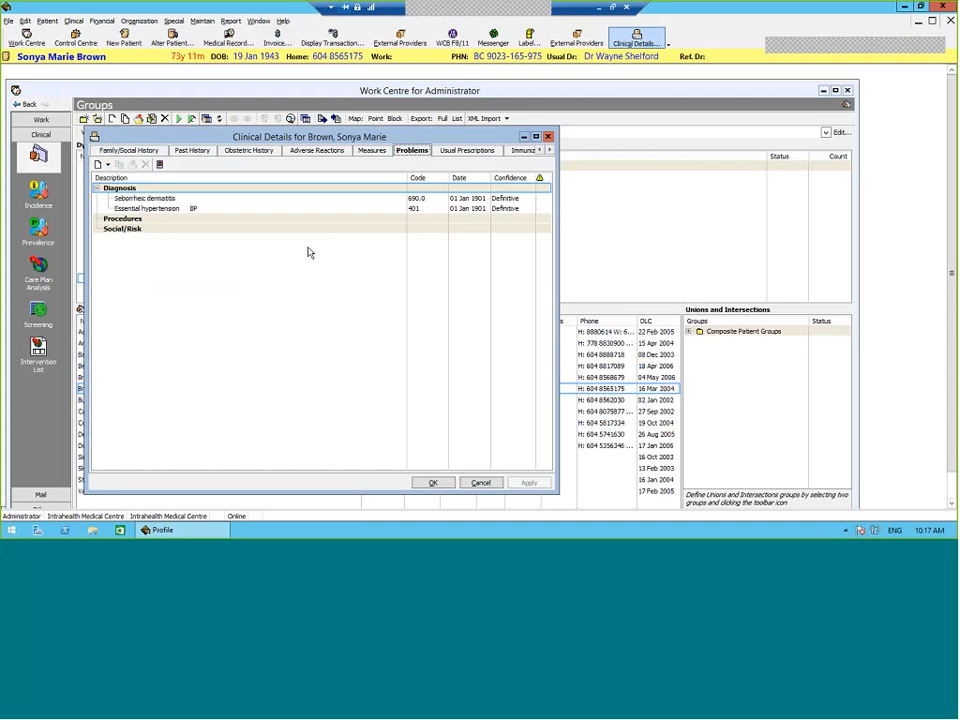 File Edit Patient Clinical Financial Organization Special Maintain Report Window Help
Work Centre Control Centre New Patient Alter Patient... Medical Record... Invoice... Display Transaction... External Providers WCB F8/11 Messenger Label... External Providers Clinical Details...
Sonya Marie Brown 73y 11m DOB: 19 Jan 1943 Home: 604 8565175 Work: PHN: BC 9023-165-975 Usual Dr: Dr Wayne Shelford Ref. Dr:
Work Centre for Administrator
Back Groups
Work
Map: Point Block Export: Full List XML Import
Clinical
Edit...
Clinical Details for Brown, Sonya Marie
Family/Social History Past History Obstetric History Adverse Reactions Measures Problems Usual Prescriptions Immuniz
Status Count
Description Code Date Confidence
Diagnosis
Seborrheic dermatitis 690.0 01 Jan 1901 Definitive
Essential hypertension BP 401 01 Jan 1901 Definitive
Procedures
Social/Risk
Incidence
Prevalence
Care Plan
Analysis
Screening
Intervention
List
Phone DLC
H: 8880614 W: 6... 22 Feb 2005
H: 778 8830900 ... 15 Apr 2004
H: 604 8888718 08 Dec 2003
H: 604 8817089 18 Apr 2006
H: 604 8568679 04 May 2006
H: 604 8565175 16 Mar 2004
H: 604 8562030 02 Jan 2002
H: 604 8075877 ... 27 Sep 2002
H: 604 5817334 19 Oct 2004
H: 604 5741630 26 Aug 2005
H: 604 5356346 ... 17 Jan 2006
16 Oct 2003
13 Feb 2003
16 Jan 2004
17 Feb 2005
Unions and Intersections
Groups Status
Composite Patient Groups
Define Unions and Intersections groups by selecting two
groups and clicking the toolbar icon
OK Cancel Apply
Mail
Administrator Intrahealth Medical Centre Intrahealth Medical Centre Online
Profile
ENG 10:17 AM